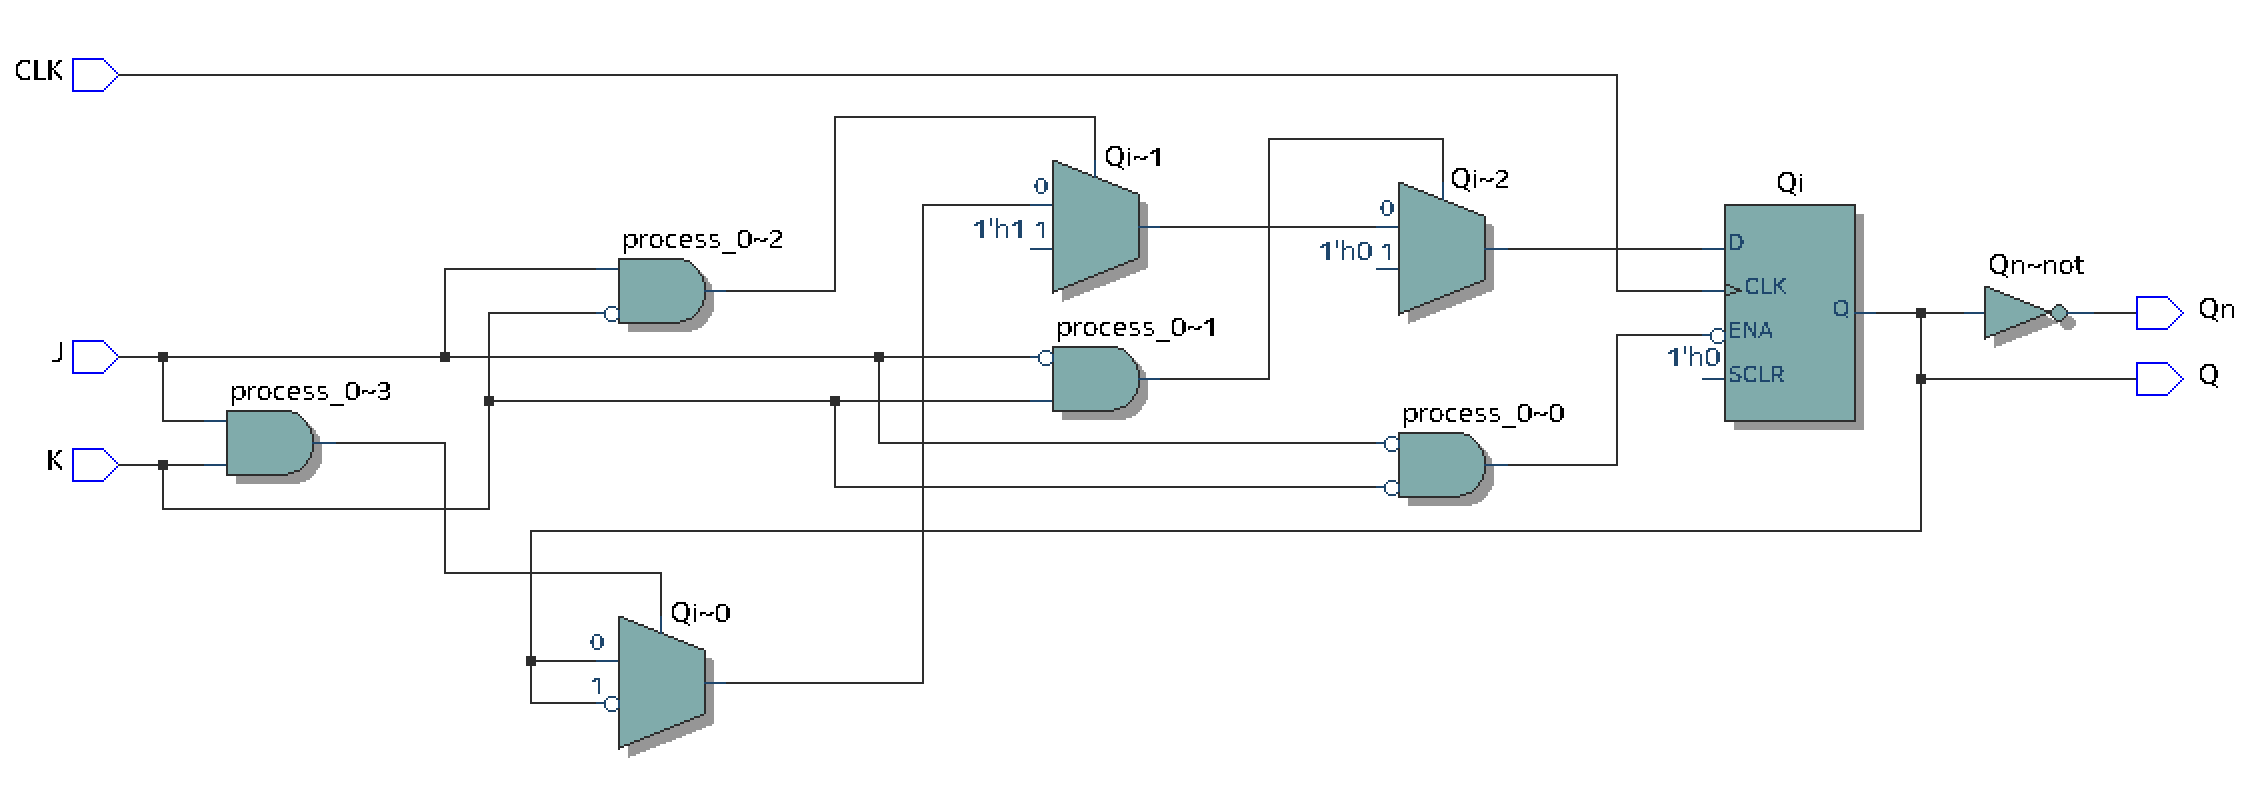 CLK
Qi~1
0
1'h1 1
Qi~2
0
1'h0 1
Qi
D
CLK
ENA
1'h0
SCLR
Q
Qn~not
Qn
Q
process_0~2
J
process_0~1
process_0~3
K
process_0~0
Qi~0
0
1